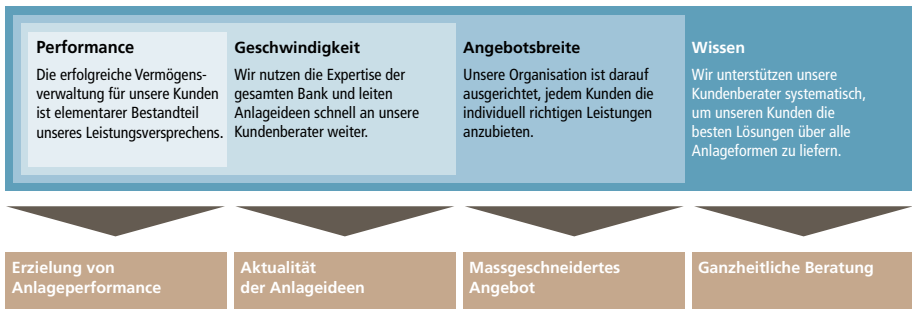 Performance
Die erfolgreiche Vermögens-
verwaltung für unsere Kunden
ist elementarer Bestandteil
unseres Leistungsversprechens.
Geschwindigkeit
Wir nutzen die Expertise der
gesamten Bank und leiten
Anlageideen schnell an unsere
Kundenberater weiter.
Angebotsbreite
Unsere Organisation ist darauf
ausgerichtet, jedem Kunden die
individuell richtigen Leistungen
anzubieten.
Wissen
Wir unterstützen unsere
Kundenberater systematisch,
um unseren Kunden die
besten Lösungen über alle
Anlageformen zu liefern.
Erzielung von
Anlageperformance
Aktualität
der Anlageideen
Massgeschneidertes
Angebot
Ganzheitliche Beratung